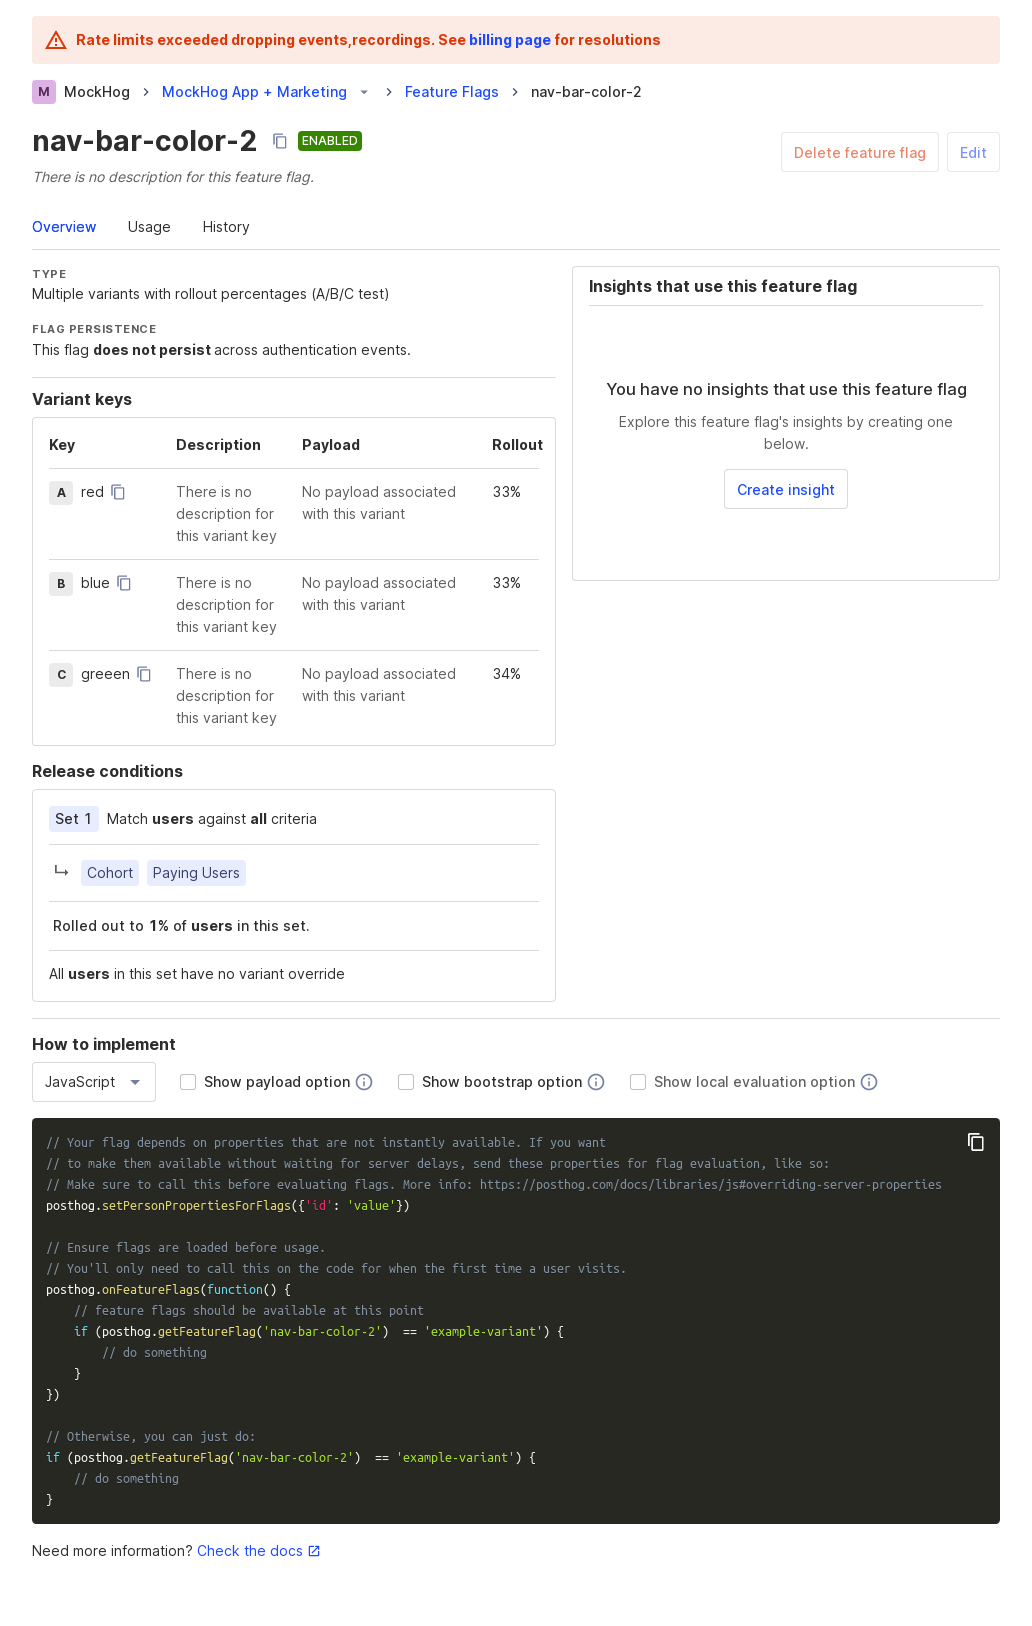 Rate limits exceeded dropping events,recordings. See billing page for resolutions
M MockHog > MockHog App + Marketing > Feature Flags > nav-bar-color-2
nav-bar-color-2 ENABLED
Delete feature flag Edit
There is no description for this feature flag.
Overview Usage History
TYPE
Multiple variants with rollout percentages (A/B/C test)
FLAG PERSISTENCE
This flag does not persist across authentication events.
Insights that use this feature flag
You have no insights that use this feature flag
Explore this feature flag's insights by creating one
below.
Create insight
Variant keys
Key Description Payload Rollout
A red There is no No payload associated 33%
description for with this variant
this variant key
B blue There is no No payload associated 33%
description for with this variant
this variant key
C greeen There is no No payload associated 34%
description for with this variant
this variant key
Release conditions
Set 1 Match users against all criteria
Cohort Paying Users
Rolled out to 1% of users in this set.
All users in this set have no variant override
How to implement
JavaScript Show payload option Show bootstrap option Show local evaluation option
// Your flag depends on properties that are not instantly available. If you want
// to make them available without waiting for server delays, send these properties for flag evaluation, like so:
// Make sure to call this before evaluating flags. More info: https://posthog.com/docs/libraries/js#overriding-server-properties
posthog.setPersonPropertiesForFlags({'id': 'value'})
// Ensure flags are loaded before usage.
// You'll only need to call this on the code for when the first time a user visits.
posthog.onFeatureFlags(function() {
    // feature flags should be available at this point
    if (posthog.getFeatureFlag('nav-bar-color-2')  == 'example-variant') {
        // do something
    }
})
// Otherwise, you can just do:
if (posthog.getFeatureFlag('nav-bar-color-2')  == 'example-variant') {
    // do something
}
Need more information? Check the docs